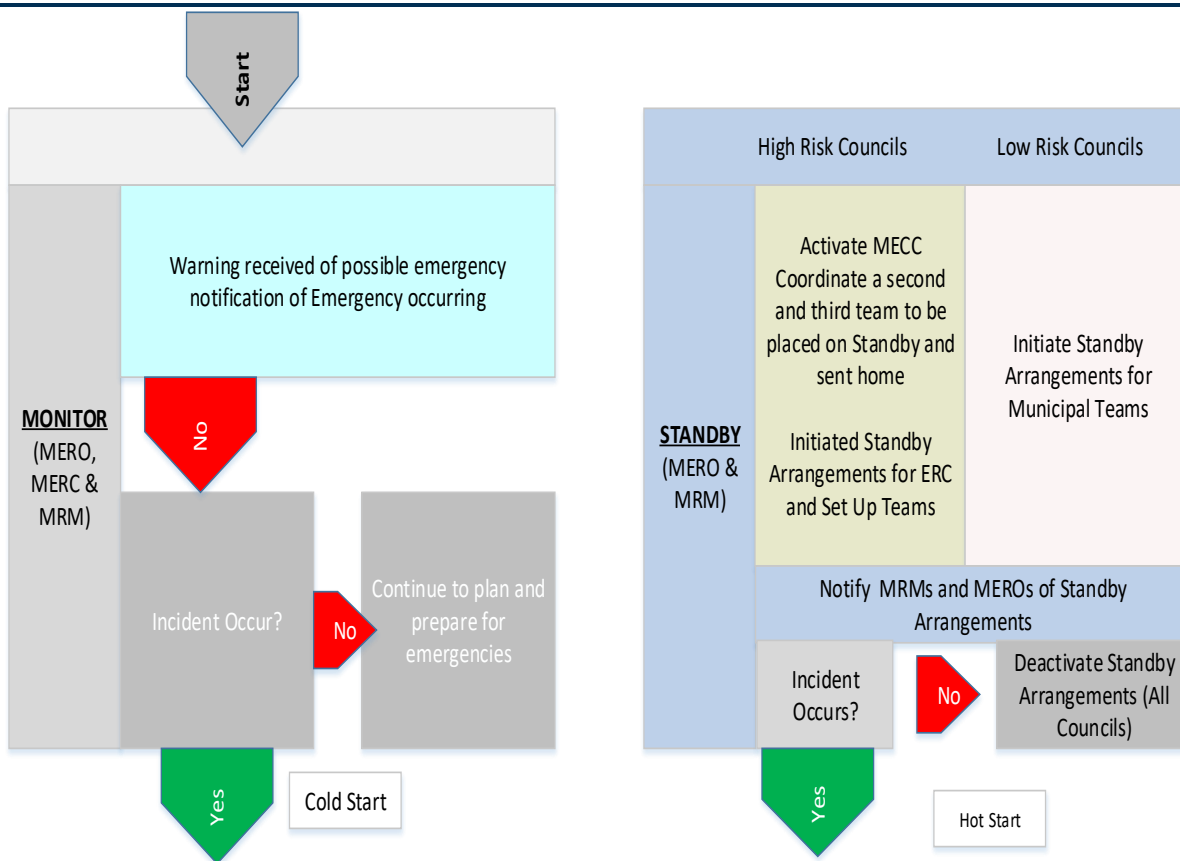 Start
Warning received of possible emergency
notification of Emergency occurring
MONITOR
(MERO,
MERC &
MRM)
No
Incident Occur?
No
Continue to plan and
prepare for
emergencies
Yes
Cold Start
High Risk Councils
Low Risk Councils
STANDBY
(MERO &
MRM)
Activate MECC
Coordinate a second
and third team to be
placed on Standby and
sent home
Initiated Standby
Arrangements for ERC
and Set Up Teams
Initiate Standby
Arrangements for
Municipal Teams
Notify MRMs and MEROs of Standby
Arrangements
Incident
Occurs?
No
Deactivate Standby
Arrangements (All
Councils)
Yes
Hot Start